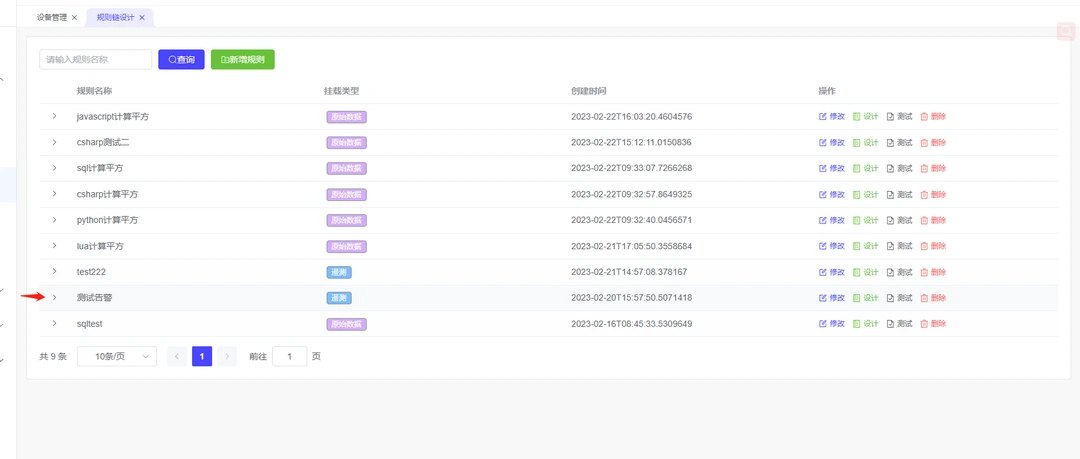 设备管理 规则链设计
请输入规则名称 查询 新增规则
规则名称 挂载类型 创建时间 操作
javascript计算平方 原始数据 2023-02-22T16:03:20.4604576 修改 设计 测试 删除
csharp测试二 原始数据 2023-02-22T15:12:11.0150836 修改 设计 测试 删除
sql计算平方 原始数据 2023-02-22T09:33:07.7266268 修改 设计 测试 删除
csharp计算平方 原始数据 2023-02-22T09:32:57.8649325 修改 设计 测试 删除
python计算平方 原始数据 2023-02-22T09:32:40.0456571 修改 设计 测试 删除
lua计算平方 原始数据 2023-02-21T17:05:50.3558684 修改 设计 测试 删除
test222 遥测 2023-02-21T14:57:08.378167 修改 设计 测试 删除
测试告警 遥测 2023-02-20T15:57:50.5071418 修改 设计 测试 删除
sqltest 原始数据 2023-02-16T08:45:33.5309649 修改 设计 测试 删除
共 9 条 10条/页 1 前往 1 页